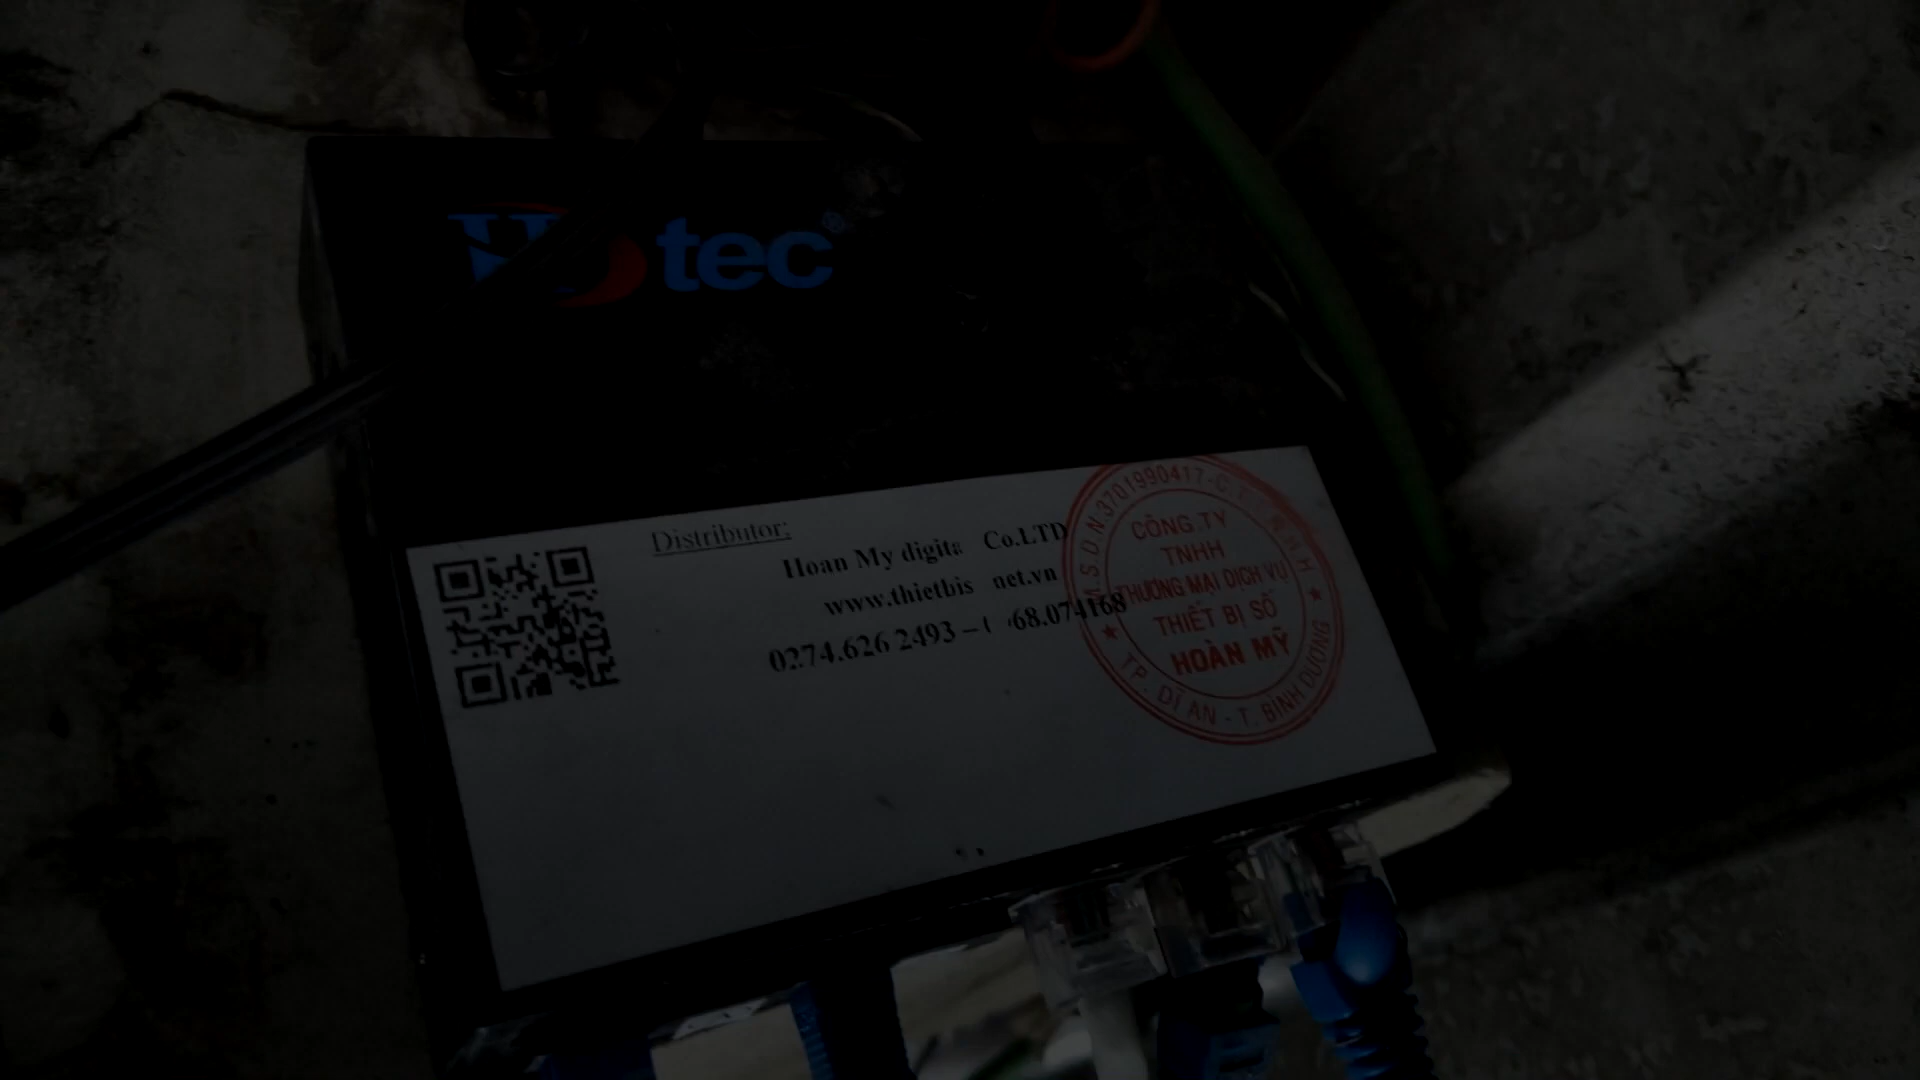 tec®
Distributor:
Hoan My digita Co.LTD
www.thietbis net.vn
0274.626 2493 – 68.074168
M.S.D.N:3701990417-C.T.
CÔNG TY
TNHH
THƯƠNG MẠI DỊCH VỤ
THIẾT BỊ SỐ
HOÀN MỸ
TP. DĨ AN - T. BÌNH DƯƠNG